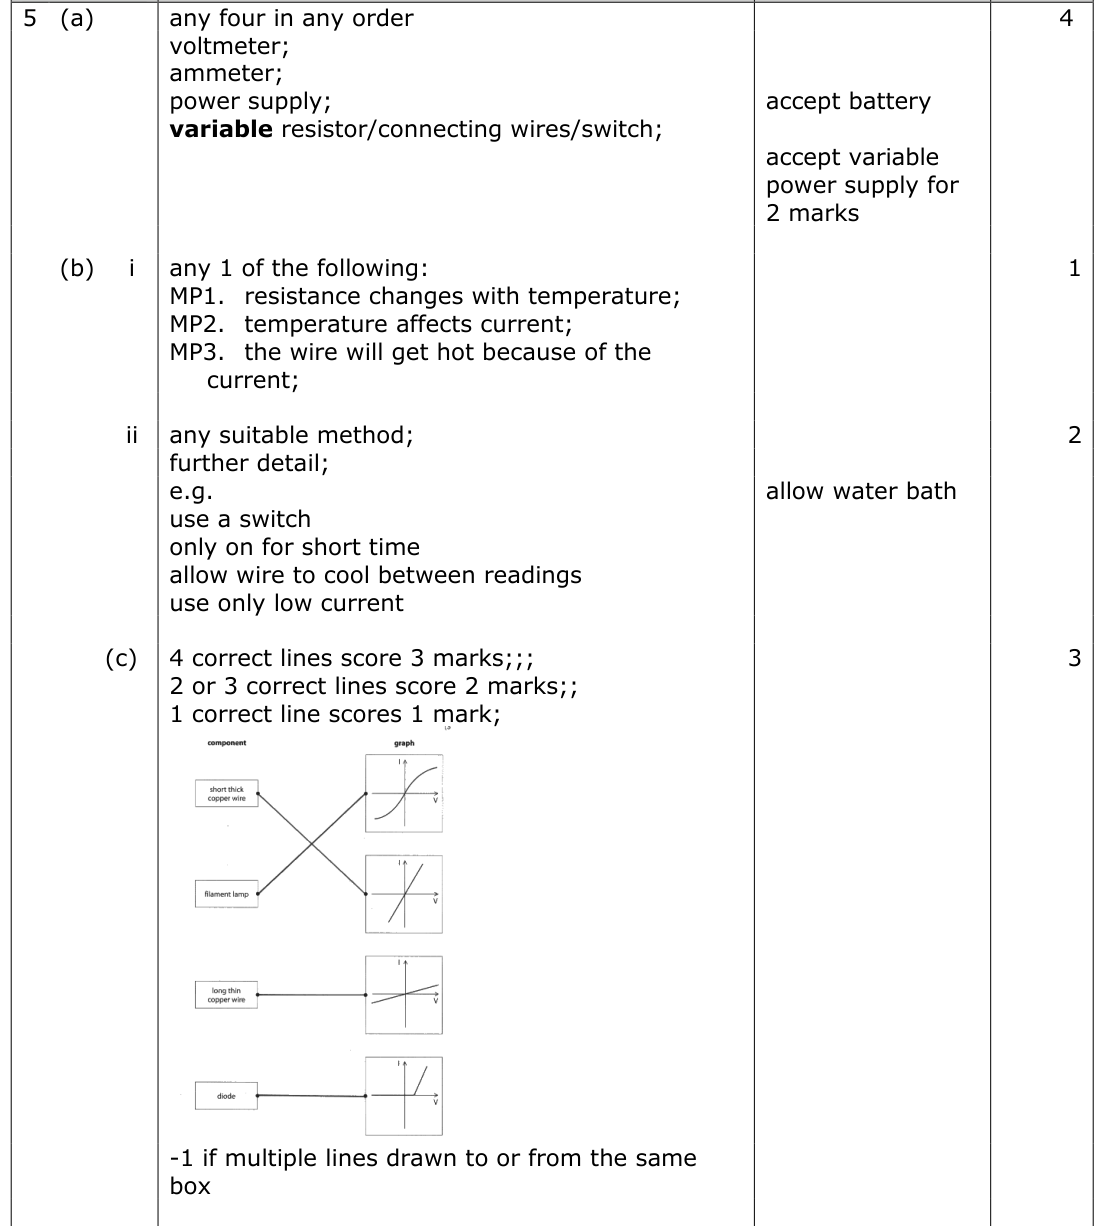 5 (a) any four in any order 4
voltmeter;
ammeter;
power supply; accept battery
variable resistor/connecting wires/switch;
accept variable
power supply for
2 marks
(b) i any 1 of the following: 1
MP1. resistance changes with temperature;
MP2. temperature affects current;
MP3. the wire will get hot because of the
current;
ii any suitable method; 2
further detail;
e.g. allow water bath
use a switch
only on for short time
allow wire to cool between readings
use only low current
(c) 4 correct lines score 3 marks;;; 3
2 or 3 correct lines score 2 marks;;
1 correct line scores 1 mark;
component graph
I
short thick
copper wire
V
I
filament lamp
V
I
long thin
copper wire
V
I
diode
V
-1 if multiple lines drawn to or from the same
box